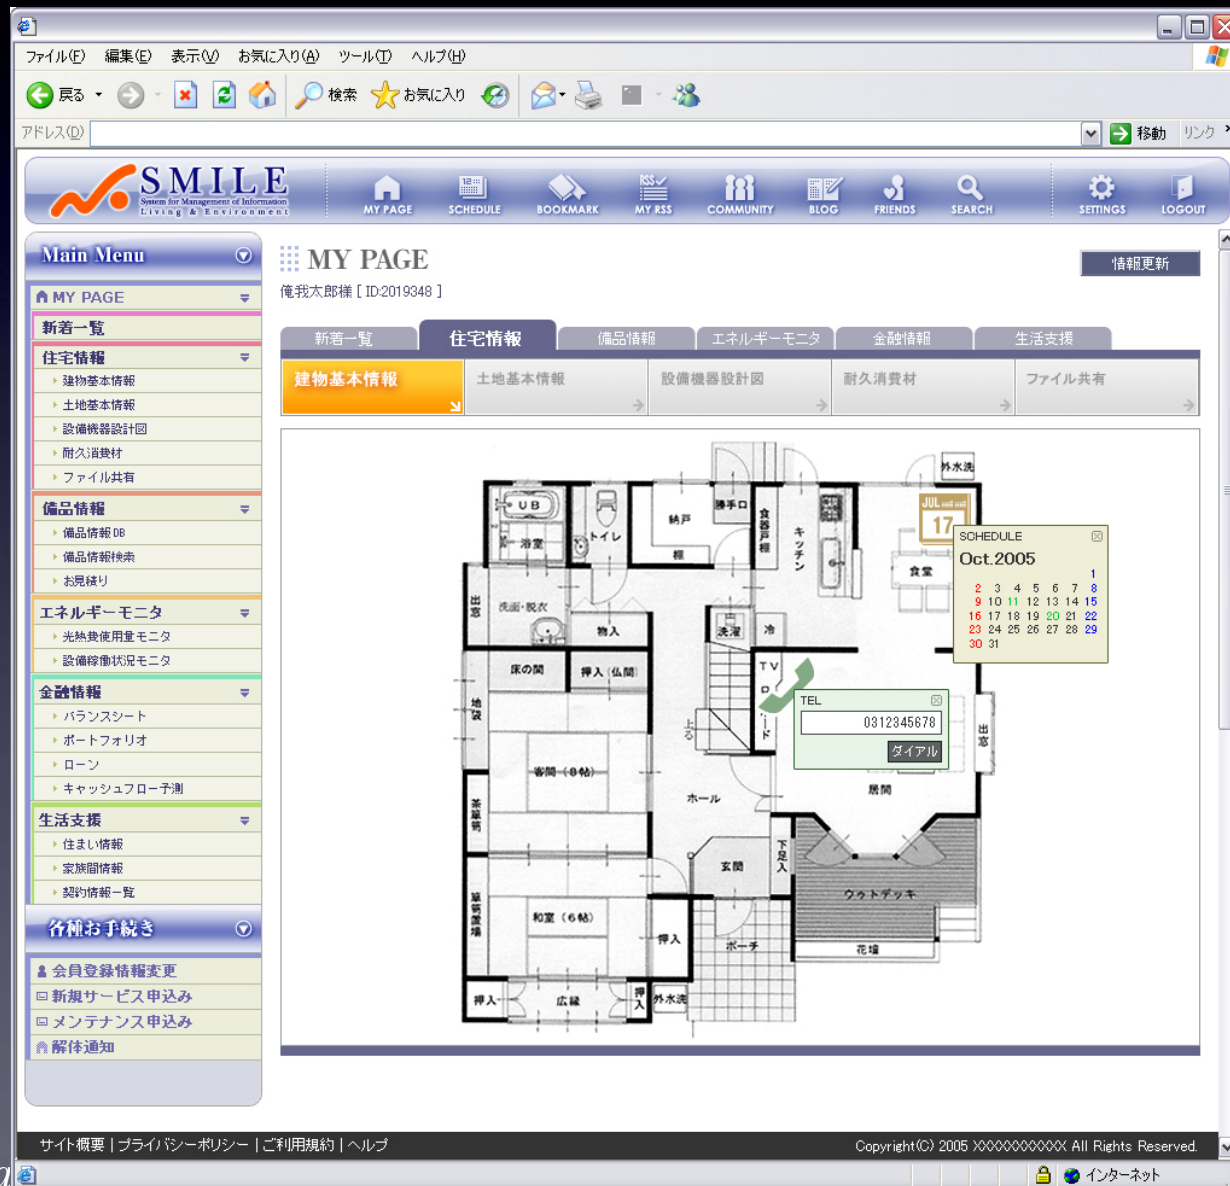 ファイル(F) 編集(E) 表示(V) お気に入り(A) ツール(T) ヘルプ(H)
戻る 検索 お気に入り
アドレス(D) 移動 リンク
SMILE
System for Management of Information
Living & Environment
MY PAGE SCHEDULE BOOKMARK MY RSS COMMUNITY BLOG FRIENDS SEARCH SETTINGS LOGOUT
Main Menu
MY PAGE
新着一覧
住宅情報
建物基本情報
土地基本情報
設備機器設計図
耐久消費材
ファイル共有
備品情報
備品情報DB
備品情報検索
お見積り
エネルギーモニタ
光熱費使用量モニタ
設備稼働状況モニタ
金融情報
バランスシート
ポートフォリオ
ローン
キャッシュフロー予測
生活支援
住まい情報
家族間情報
契約情報一覧
各種お手続き
会員登録情報変更
新規サービス申込み
メンテナンス申込み
解体通知
MY PAGE
情報更新
俺我太郎様 [ ID:2019348 ]
新着一覧 住宅情報 備品情報 エネルギーモニタ 金融情報 生活支援
建物基本情報 土地基本情報 設備機器設計図 耐久消費材 ファイル共有
外水洗
UB
浴室
トイレ
納戸
棚
勝手口
食器戸棚
キッチン
食堂
JUL
17
SCHEDULE
Oct.2005
1
2 3 4 5 6 7 8
9 10 11 12 13 14 15
16 17 18 19 20 21 22
23 24 25 26 27 28 29
30 31
出窓
洗面・脱衣
物入
洗濯
冷
床の間
押入(仏間)
TV
ード
地袋
上る
TEL
0312345678
ダイアル
出窓
客間(8帖)
ホール
居間
茶箪笥
玄関
下足入
ウットデッキ
箪笥置場
和室(6帖)
押入
ポーチ
花壇
押入
広縁
押入
外水洗
サイト概要 | プライバシーポリシー | ご利用規約 | ヘルプ
Copyright(C) 2005 XXXXXXXXXXX All Rights Reserved.
インターネット